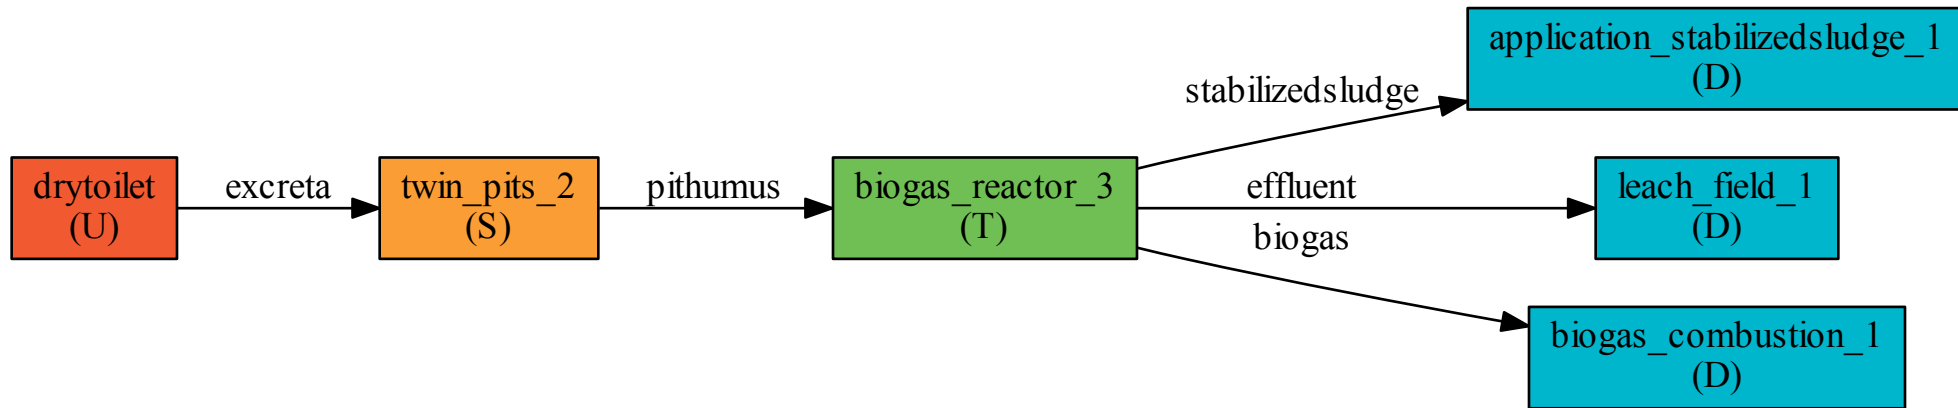 drytoilet
(U)
excreta
twin_pits_2
(S)
pithumus
biogas_reactor_3
(T)
stabilizedsludge
application_stabilizedsludge_1
(D)
effluent
leach_field_1
(D)
biogas
biogas_combustion_1
(D)